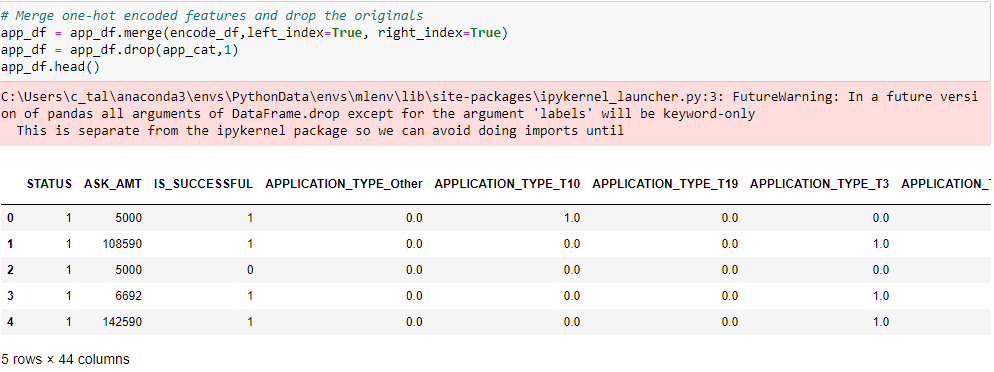 # Merge one-hot encoded features and drop the originals
app_df = app_df.merge(encode_df,left_index=True, right_index=True)
app_df = app_df.drop(app_cat,1)
app_df.head()
C:\Users\c_tal\anaconda3\envs\PythonData\envs\mlenv\lib\site-packages\ipykernel_launcher.py:3: FutureWarning: In a future versi
on of pandas all arguments of DataFrame.drop except for the argument 'labels' will be keyword-only
  This is separate from the ipykernel package so we can avoid doing imports until
STATUS ASK_AMT IS_SUCCESSFUL APPLICATION_TYPE_Other APPLICATION_TYPE_T10 APPLICATION_TYPE_T19 APPLICATION_TYPE_T3 APPLICATION_T
0 1 5000 1 0.0 1.0 0.0 0.0
1 1 108590 1 0.0 0.0 0.0 1.0
2 1 5000 0 0.0 0.0 0.0 0.0
3 1 6692 1 0.0 0.0 0.0 1.0
4 1 142590 1 0.0 0.0 0.0 1.0
5 rows × 44 columns